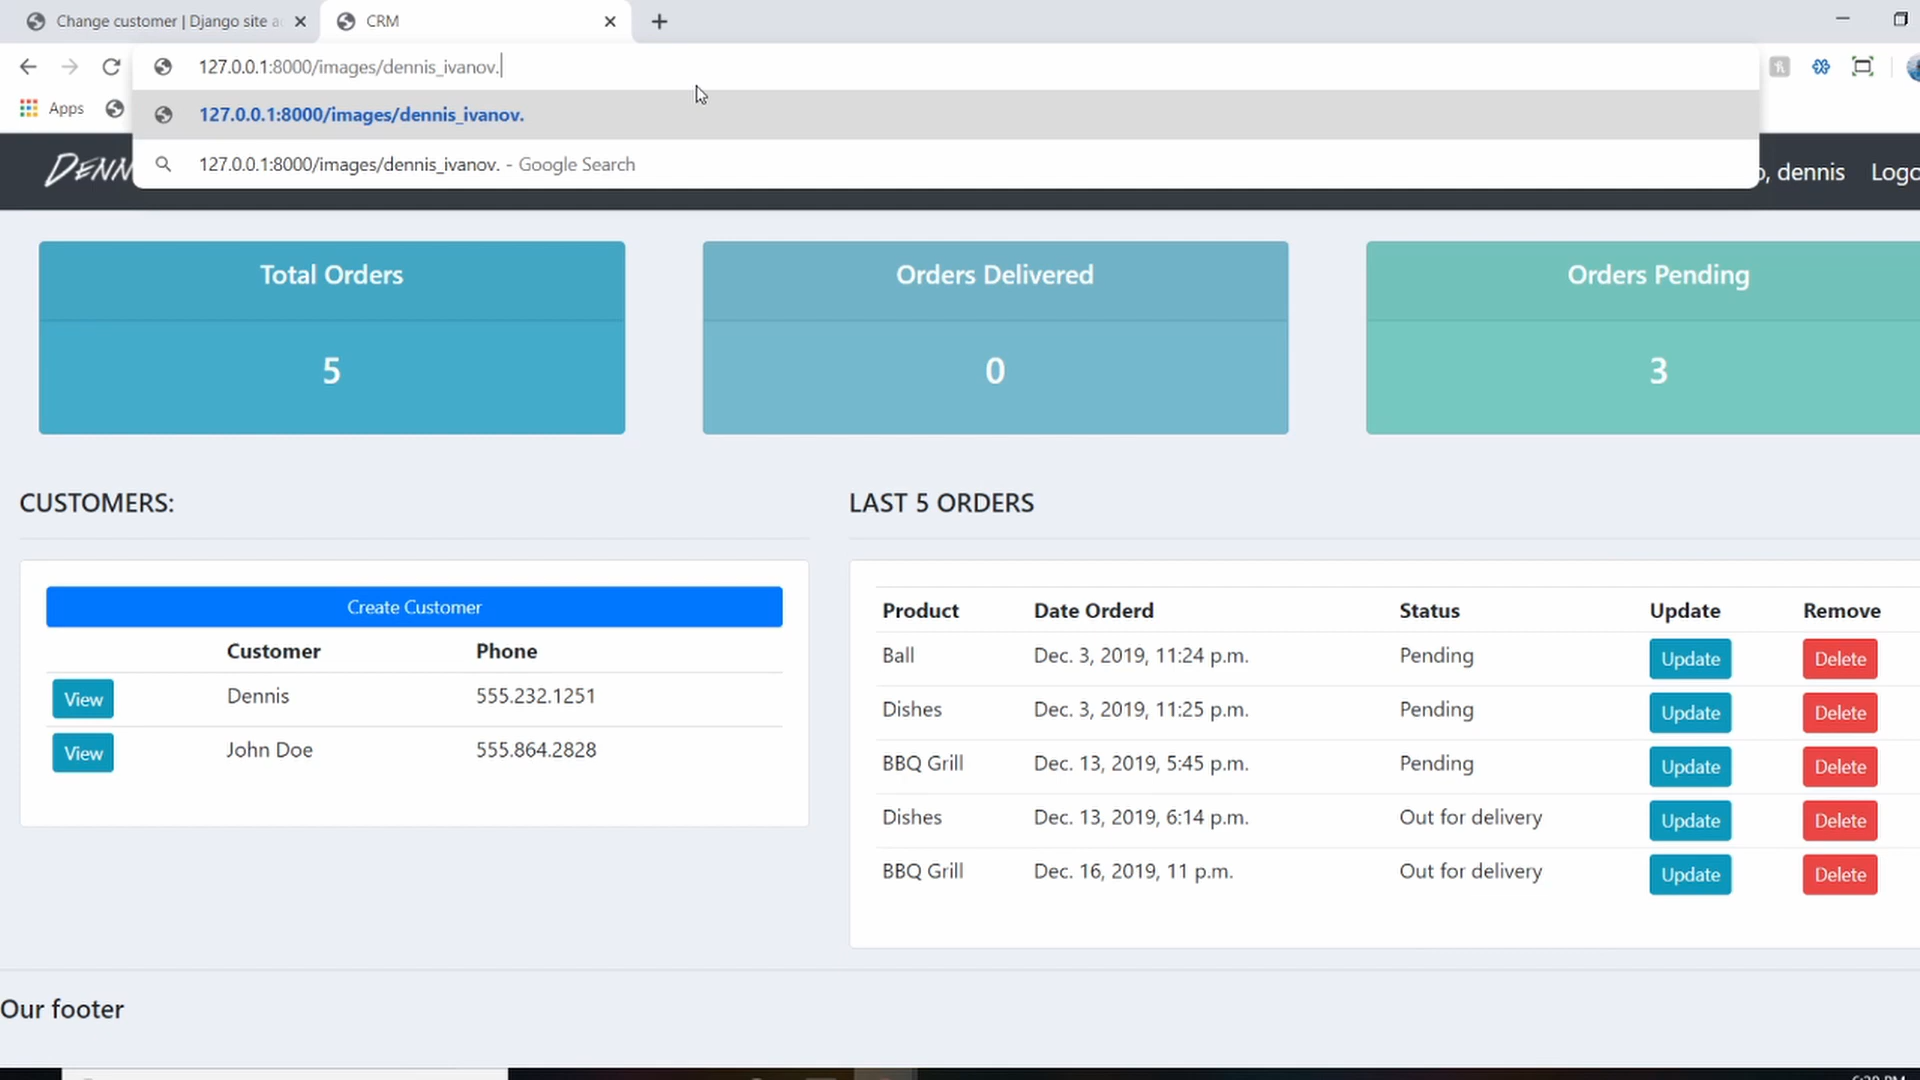 Change customer | Django site a
CRM
127.0.0.1:8000/images/dennis_ivanov.
Apps
127.0.0.1:8000/images/dennis_ivanov.
127.0.0.1:8000/images/dennis_ivanov. - Google Search
DENN
o, dennis
Logo
Total Orders
Orders Delivered
Orders Pending
5
0
3
CUSTOMERS:
LAST 5 ORDERS
Create Customer
Customer Phone
View Dennis 555.232.1251
View John Doe 555.864.2828
Product Date Orderd Status Update Remove
Ball Dec. 3, 2019, 11:24 p.m. Pending Update Delete
Dishes Dec. 3, 2019, 11:25 p.m. Pending Update Delete
BBQ Grill Dec. 13, 2019, 5:45 p.m. Pending Update Delete
Dishes Dec. 13, 2019, 6:14 p.m. Out for delivery Update Delete
BBQ Grill Dec. 16, 2019, 11 p.m. Out for delivery Update Delete
Our footer